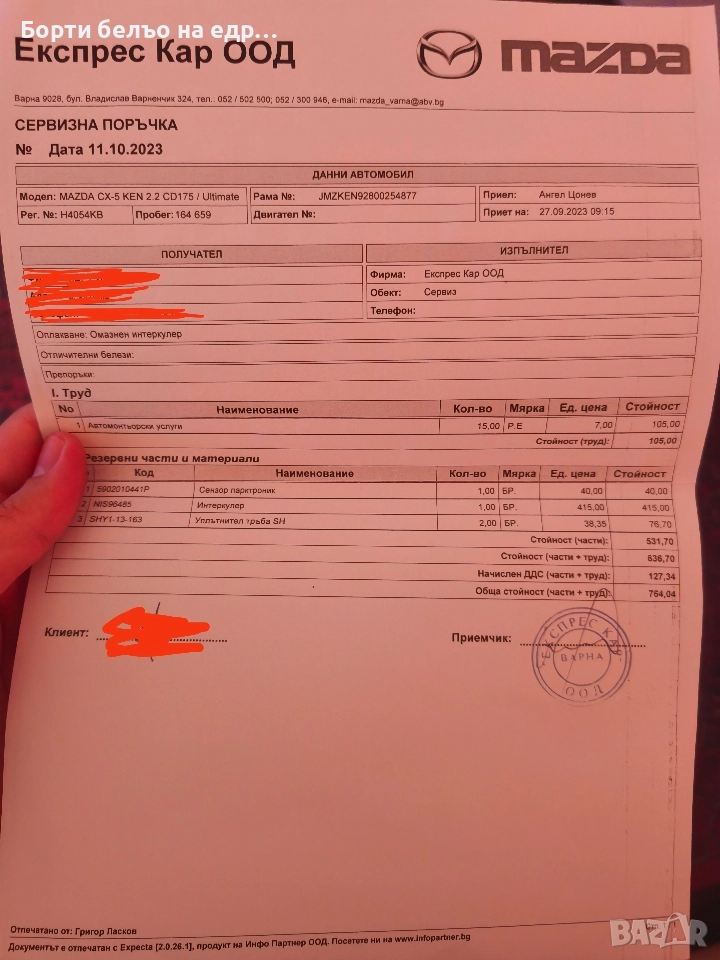 Борти белъо на едр...
Експрес Кар ООД
mazda
Варна 9028, бул. Владислав Варненчик 324, тел.: 052 / 502 500; 052 / 300 946, e-mail: mazda_varna@abv.bg
СЕРВИЗНА ПОРЪЧКА
№ Дата 11.10.2023
ДАННИ АВТОМОБИЛ
Модел: MAZDA CX-5 KEN 2.2 CD175 / Ultimate Рама №: JMZKEN92800254877 Приел: Ангел Цонев
Рег. №: H4054KB Пробег: 164 659 Двигател №: Приет на: 27.09.2023 09:15
ПОЛУЧАТЕЛ ИЗПЪЛНИТЕЛ
Фирма: Експрес Кар ООД
Обект: Сервиз
Телефон:
Оплакване: Омазнен интеркулер
Отличителни белези:
Препоръки:
I. Труд
No Наименование Кол-во Мярка Ед. цена Стойност
1 Автомонтьорски услуги 15,00 Р.Е 7,00 105,00
Стойност (труд): 105,00
Резервни части и материали
Код Наименование Кол-во Мярка Ед. цена Стойност
1 5902010441P Сензор парктроник 1,00 БР. 40,00 40,00
2 NIS96485 Интеркулер 1,00 БР. 415,00 415,00
3 SHY1-13-163 Уплътнител тръба SH 2,00 БР. 38,35 76,70
Стойност (части): 531,70
Стойност (части + труд): 636,70
Начислен ДДС (части + труд): 127,34
Обща стойност (части + труд): 764,04
Клиент: Приемчик:
ЕКСПРЕС КАР
ВАРНА
ООД
Отпечатано от: Григор Ласков
Документът е отпечатан с Expecta [2.0.26.1], продукт на Инфо Партнер ООД. Посетете ни на www.infopartner.bg
BAZAR